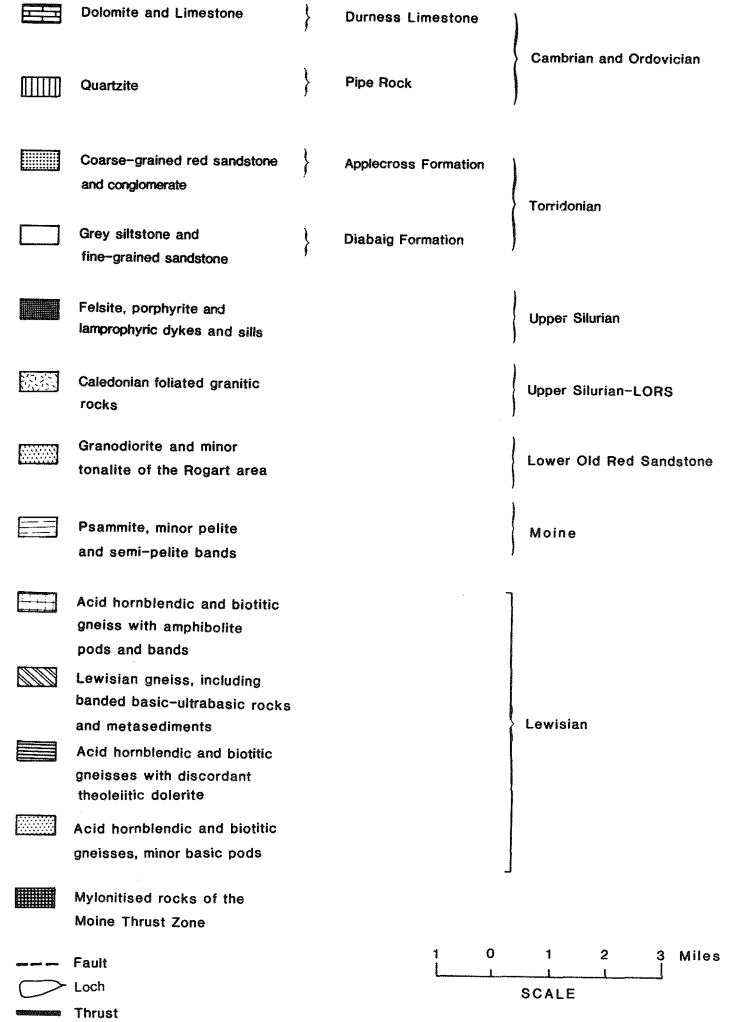 Dolomite and Limestone
Durness Limestone
Cambrian and Ordovician
Quartzite
Pipe Rock
Coarse-grained red sandstone
and conglomerate
Applecross Formation
Torridonian
Grey siltstone and
fine-grained sandstone
Diabaig Formation
Felsite, porphyrite and
lamprophyric dykes and sills
Upper Silurian
Caledonian foliated granitic
rocks
Upper Silurian-LORS
Granodiorite and minor
tonalite of the Rogart area
Lower Old Red Sandstone
Psammite, minor pelite
and semi-pelite bands
Moine
Acid hornblendic and biotitic
gneiss with amphibolite
pods and bands
Lewisian gneiss, including
banded basic-ultrabasic rocks
and metasediments
Lewisian
Acid hornblendic and biotitic
gneisses with discordant
theoleiitic dolerite
Acid hornblendic and biotitic
gneisses, minor basic pods
Mylonitised rocks of the
Moine Thrust Zone
Fault
Loch
Thrust
1 0 1 2 3 Miles
SCALE